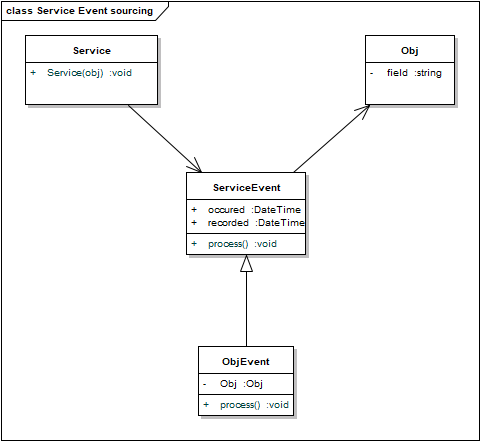 class Service Event sourcing
Service
+ Service(obj) :void
Obj
- field :string
ServiceEvent
+ occured :DateTime
+ recorded :DateTime
+ process() :void
ObjEvent
- Obj :Obj
+ process() :void